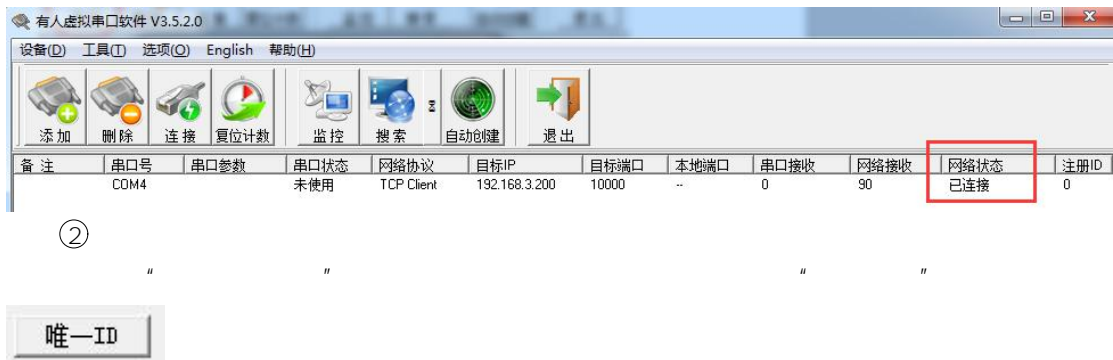 有人虚拟串口软件 V3.5.2.0
设备(D) 工具(T) 选项(O) English 帮助(H)
添加 删除 连接 复位计数 监控 搜索 自动创建 退出
备注 串口号 串口参数 串口状态 网络协议 目标IP 目标端口 本地端口 串口接收 网络接收 网络状态 注册ID
COM4 未使用 TCP Client 192.168.3.200 10000 -- 0 90 已连接 0
②
“ ” “ ”
唯一ID